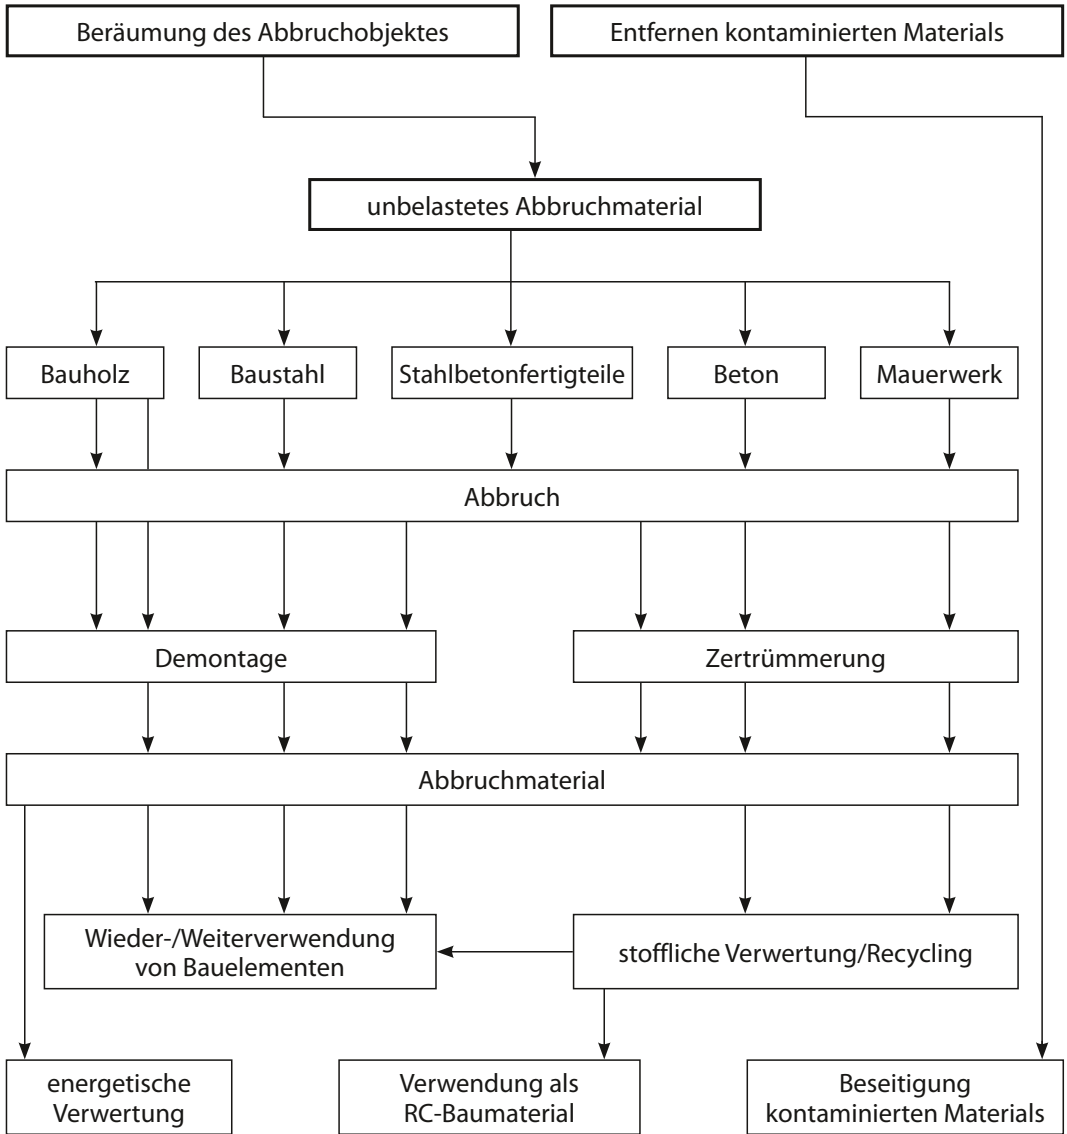 Beräumung des Abbruchobjektes
Entfernen kontaminierten Materials
unbelastetes Abbruchmaterial
Bauholz
Baustahl
Stahlbetonfertigteile
Beton
Mauerwerk
Abbruch
Demontage
Zertrümmerung
Abbruchmaterial
Wieder-/Weiterverwendung
von Bauelementen
stoffliche Verwertung/Recycling
energetische
Verwertung
Verwendung als
RC-Baumaterial
Beseitigung
kontaminierten Materials